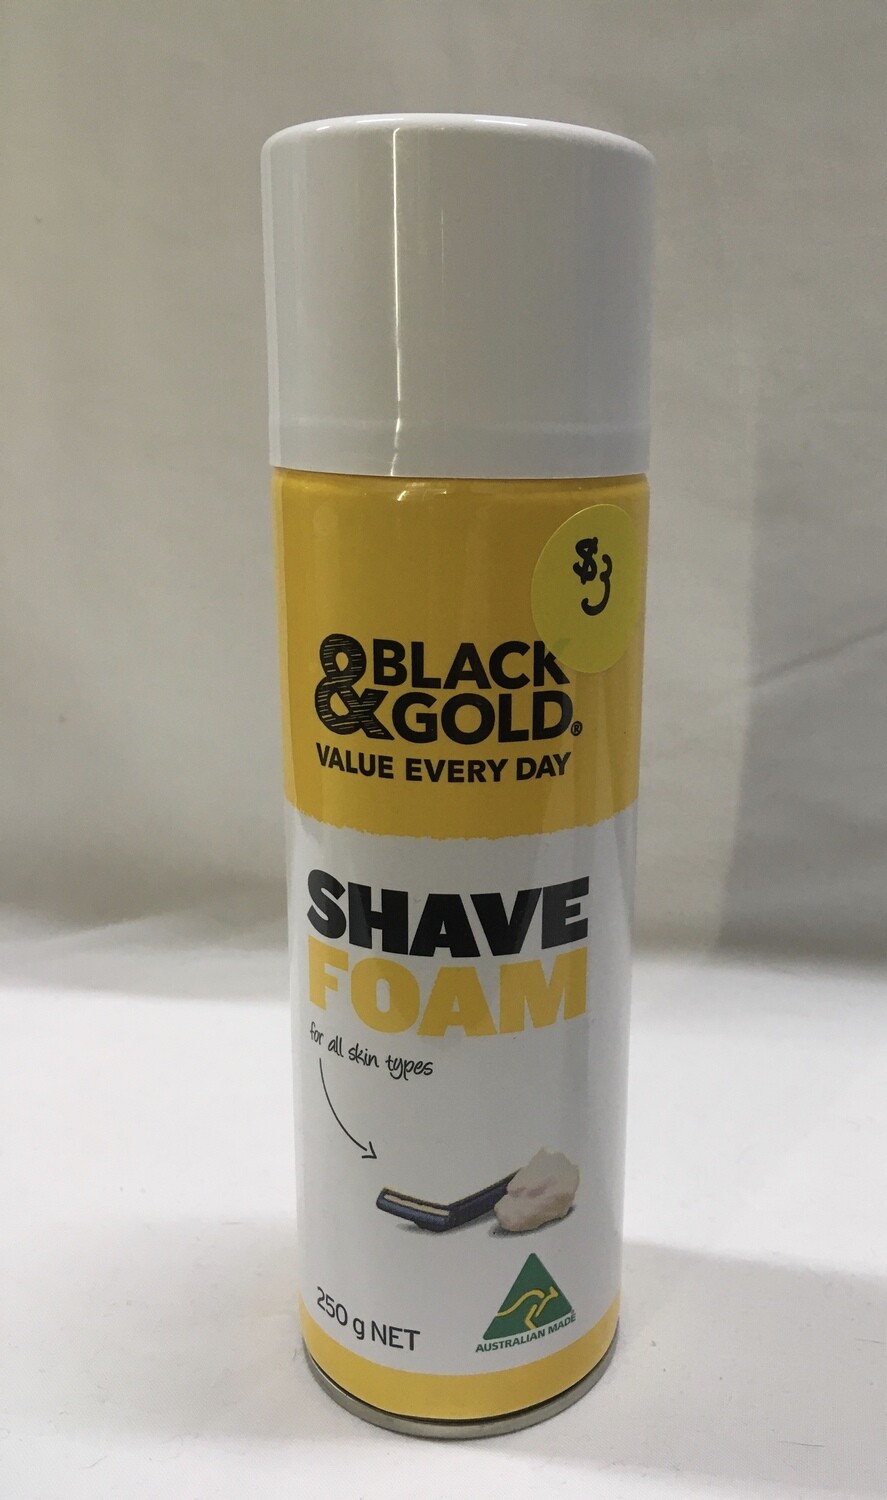 $3
&BLACK
GOLD®
VALUE EVERY DAY
SHAVE
FOAM
for all skin types
250 g NET
AUSTRALIAN MADE